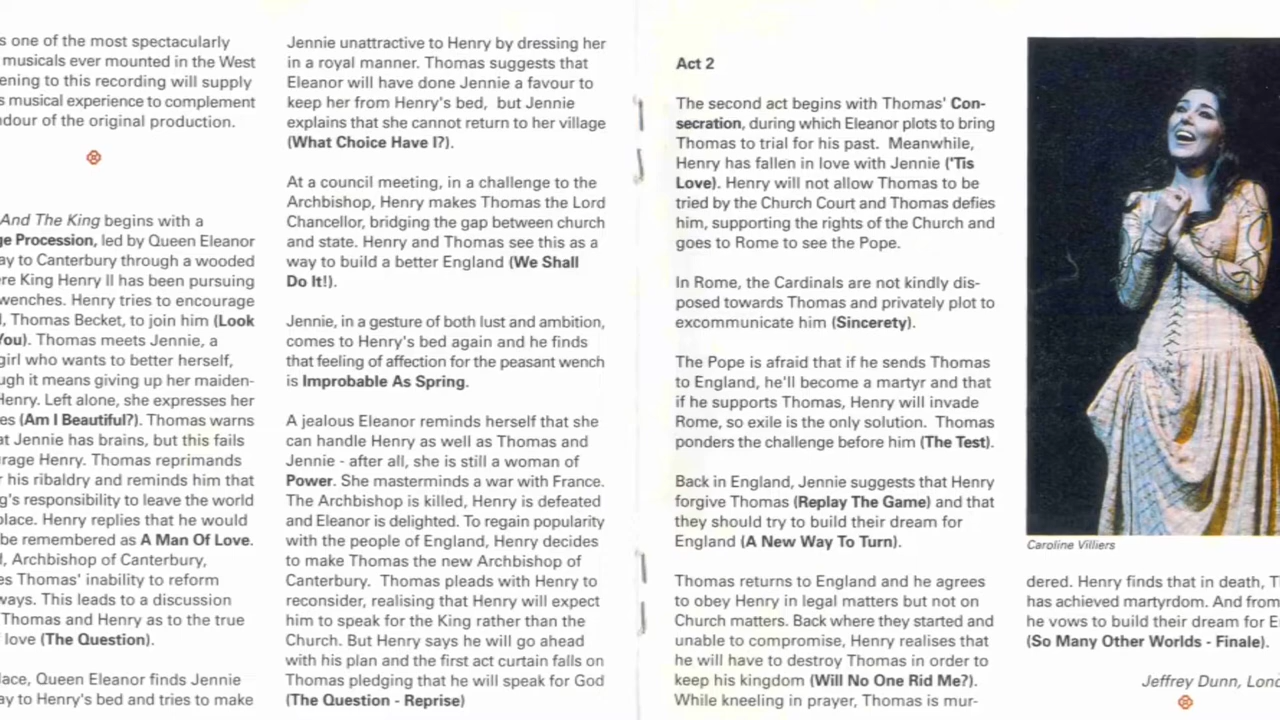 s one of the most spectacularly
musicals ever mounted in the West
ening to this recording will supply
s musical experience to complement
ndour of the original production.
And The King begins with a
ge Procession, led by Queen Eleanor
ay to Canterbury through a wooded
re King Henry II has been pursuing
wenches. Henry tries to encourage
l, Thomas Becket, to join him (Look
You). Thomas meets Jennie, a
girl who wants to better herself,
ugh it means giving up her maiden-
Henry. Left alone, she expresses her
es (Am I Beautiful?). Thomas warns
at Jennie has brains, but this fails
urage Henry. Thomas reprimands
r his ribaldry and reminds him that
g's responsibility to leave the world
place. Henry replies that he would
be remembered as A Man Of Love.
d, Archbishop of Canterbury,
es Thomas' inability to reform
ways. This leads to a discussion
Thomas and Henry as to the true
f love (The Question).
lace, Queen Eleanor finds Jennie
ay to Henry's bed and tries to make
Jennie unattractive to Henry by dressing her
in a royal manner. Thomas suggests that
Eleanor will have done Jennie a favour to
keep her from Henry's bed, but Jennie
explains that she cannot return to her village
(What Choice Have I?).
At a council meeting, in a challenge to the
Archbishop, Henry makes Thomas the Lord
Chancellor, bridging the gap between church
and state. Henry and Thomas see this as a
way to build a better England (We Shall
Do It!).
Jennie, in a gesture of both lust and ambition,
comes to Henry's bed again and he finds
that feeling of affection for the peasant wench
is Improbable As Spring.
A jealous Eleanor reminds herself that she
can handle Henry as well as Thomas and
Jennie - after all, she is still a woman of
Power. She masterminds a war with France.
The Archbishop is killed, Henry is defeated
and Eleanor is delighted. To regain popularity
with the people of England, Henry decides
to make Thomas the new Archbishop of
Canterbury. Thomas pleads with Henry to
reconsider, realising that Henry will expect
him to speak for the King rather than the
Church. But Henry says he will go ahead
with his plan and the first act curtain falls on
Thomas pledging that he will speak for God
(The Question - Reprise)
Act 2
The second act begins with Thomas' Con-
secration, during which Eleanor plots to bring
Thomas to trial for his past. Meanwhile,
Henry has fallen in love with Jennie ('Tis
Love). Henry will not allow Thomas to be
tried by the Church Court and Thomas defies
him, supporting the rights of the Church and
goes to Rome to see the Pope.
In Rome, the Cardinals are not kindly dis-
posed towards Thomas and privately plot to
excommunicate him (Sincerety).
The Pope is afraid that if he sends Thomas
to England, he'll become a martyr and that
if he supports Thomas, Henry will invade
Rome, so exile is the only solution. Thomas
ponders the challenge before him (The Test).
Back in England, Jennie suggests that Henry
forgive Thomas (Replay The Game) and that
they should try to build their dream for
England (A New Way To Turn).
Thomas returns to England and he agrees
to obey Henry in legal matters but not on
Church matters. Back where they started and
unable to compromise, Henry realises that
he will have to destroy Thomas in order to
keep his kingdom (Will No One Rid Me?).
While kneeling in prayer, Thomas is mur-
Caroline Villiers
dered. Henry finds that in death, T
has achieved martyrdom. And from
he vows to build their dream for E
(So Many Other Worlds - Finale).
Jeffrey Dunn, Lon